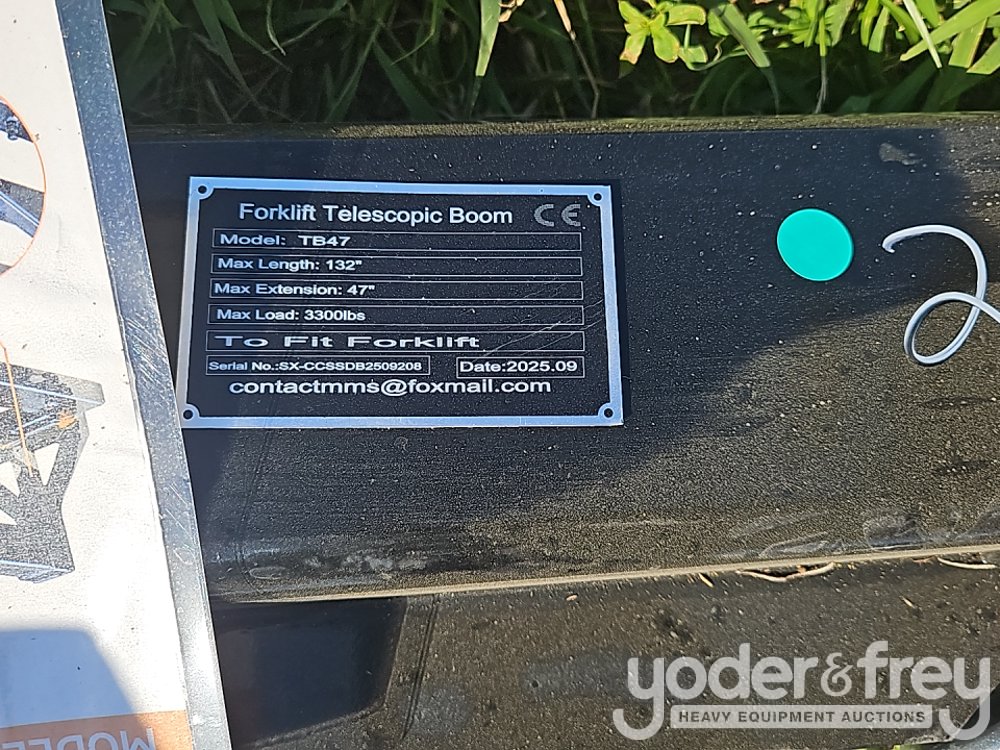 Forklift Telescopic Boom CE
Model: TB47
Max Length: 132"
Max Extension: 47"
Max Load: 3300lbs
To Fit Forklift
Serial No.:SX-CCSSDB2509208 Date:2025.09
contactmms@foxmail.com
MODE
yoder&frey
HEAVY EQUIPMENT AUCTIONS